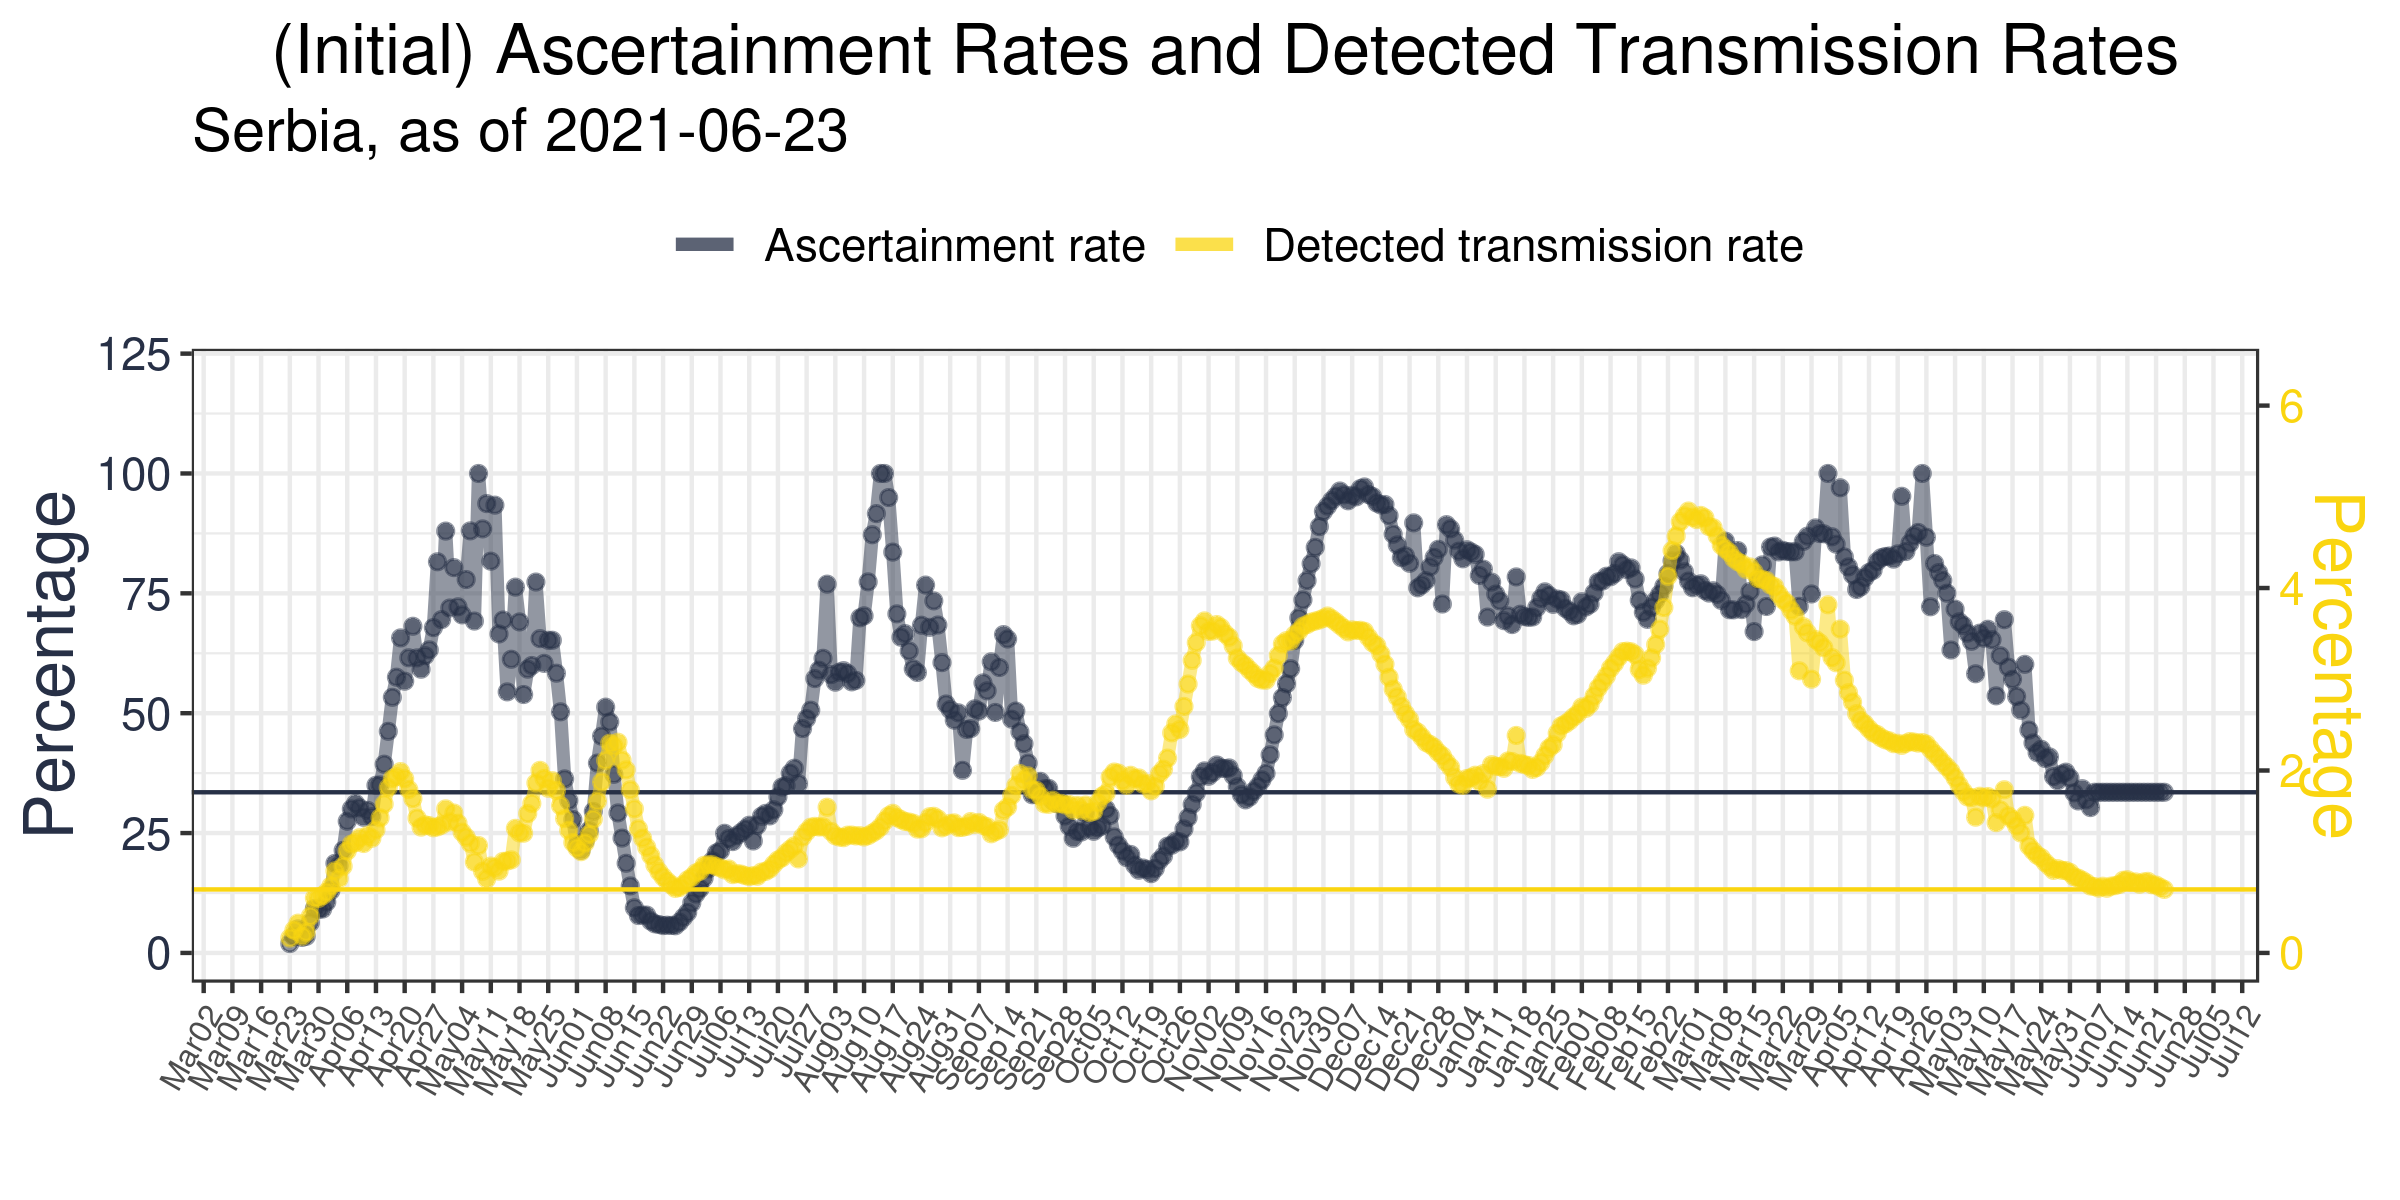 (Initial) Ascertainment Rates and Detected Transmission Rates
Serbia, as of 2021-06-23
Ascertainment rate
Detected transmission rate
125
100
75
50
25
0
Percentage
6
4
2
0
Percentage
Mar02
Mar09
Mar16
Mar23
Mar30
Apr06
Apr13
Apr20
Apr27
May04
May11
May18
May25
Jun01
Jun08
Jun15
Jun22
Jun29
Jul06
Jul13
Jul20
Jul27
Aug03
Aug10
Aug17
Aug24
Aug31
Sep07
Sep14
Sep21
Sep28
Oct05
Oct12
Oct19
Oct26
Nov02
Nov09
Nov16
Nov23
Nov30
Dec07
Dec14
Dec21
Dec28
Jan04
Jan11
Jan18
Jan25
Feb01
Feb08
Feb15
Feb22
Mar01
Mar08
Mar15
Mar22
Mar29
Apr05
Apr12
Apr19
Apr26
May03
May10
May17
May24
May31
Jun07
Jun14
Jun21
Jun28
Jul05
Jul12